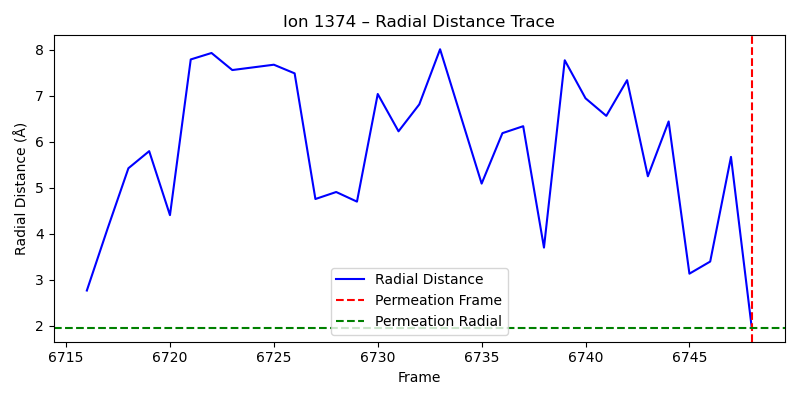 Ion 1374 – Radial Distance Trace
Radial Distance (Å)
8
7
6
5
4
3
2
Radial Distance
Permeation Frame
Permeation Radial
6715 6720 6725 6730 6735 6740 6745
Frame